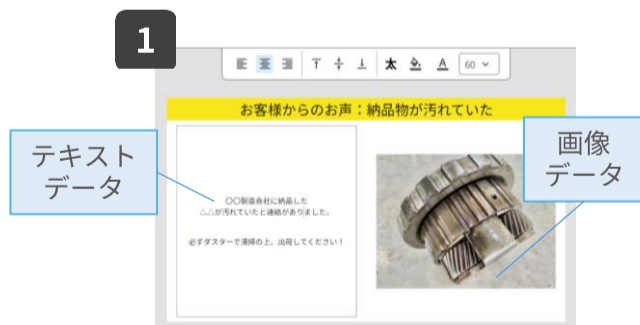 1
太 A 60
お客様からのお声：納品物が汚れていた
テキスト
データ
画像
データ
〇〇製造会社に納品した
△△が汚れていたと連絡がありました。
必ずダスターで清掃の上、出荷してください！